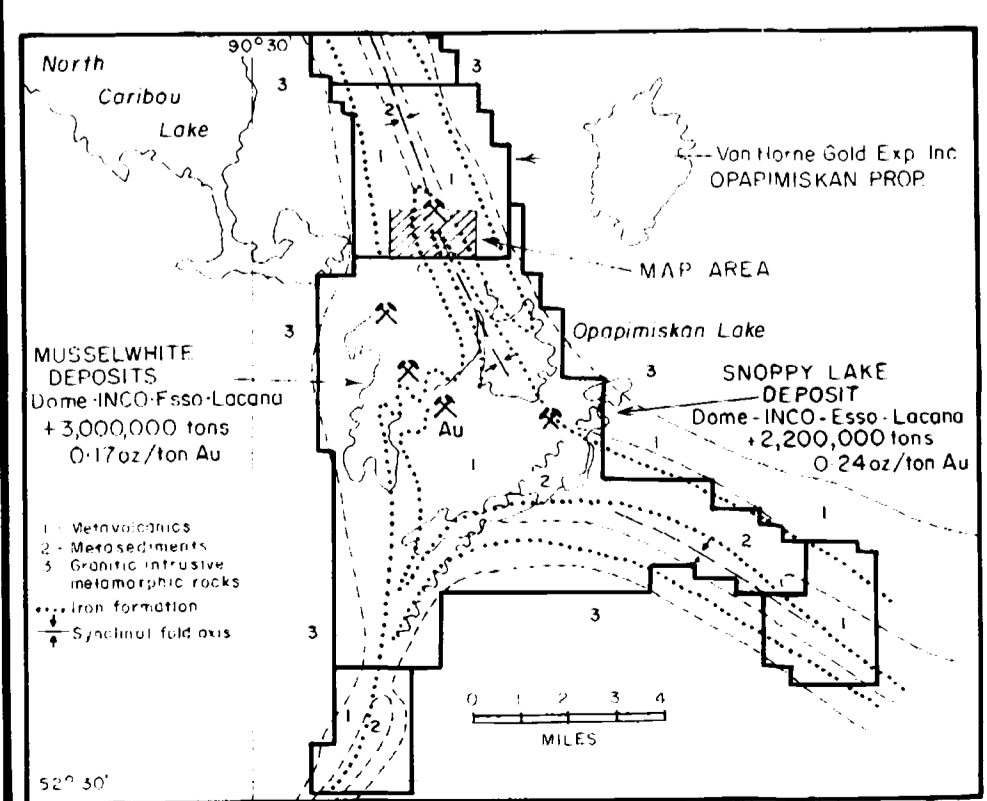 90°30'
North
Caribou
Lake
3
3
2
1
1
Van Horne Gold Exp Inc
OPAPIMISKAN PROP.
MAP AREA
3
Opapimiskan Lake
MUSSELWHITE
DEPOSITS
Dome-INCO-Esso-Lacana
+3,000,000 tons
0.17oz/ton Au
3
SNOPPY LAKE
DEPOSIT
Dome-INCO-Esso-Lacana
+2,200,000 tons
0.24oz/ton Au
Au
1
1
2
1
2
1 - Metavolcanics
2 - Metasediments
3 Granitic intrusive
metamorphic rocks
Iron formation
Synclinal fold axis
3
3
1
1
2
0 1 2 3 4
MILES
52° 30'